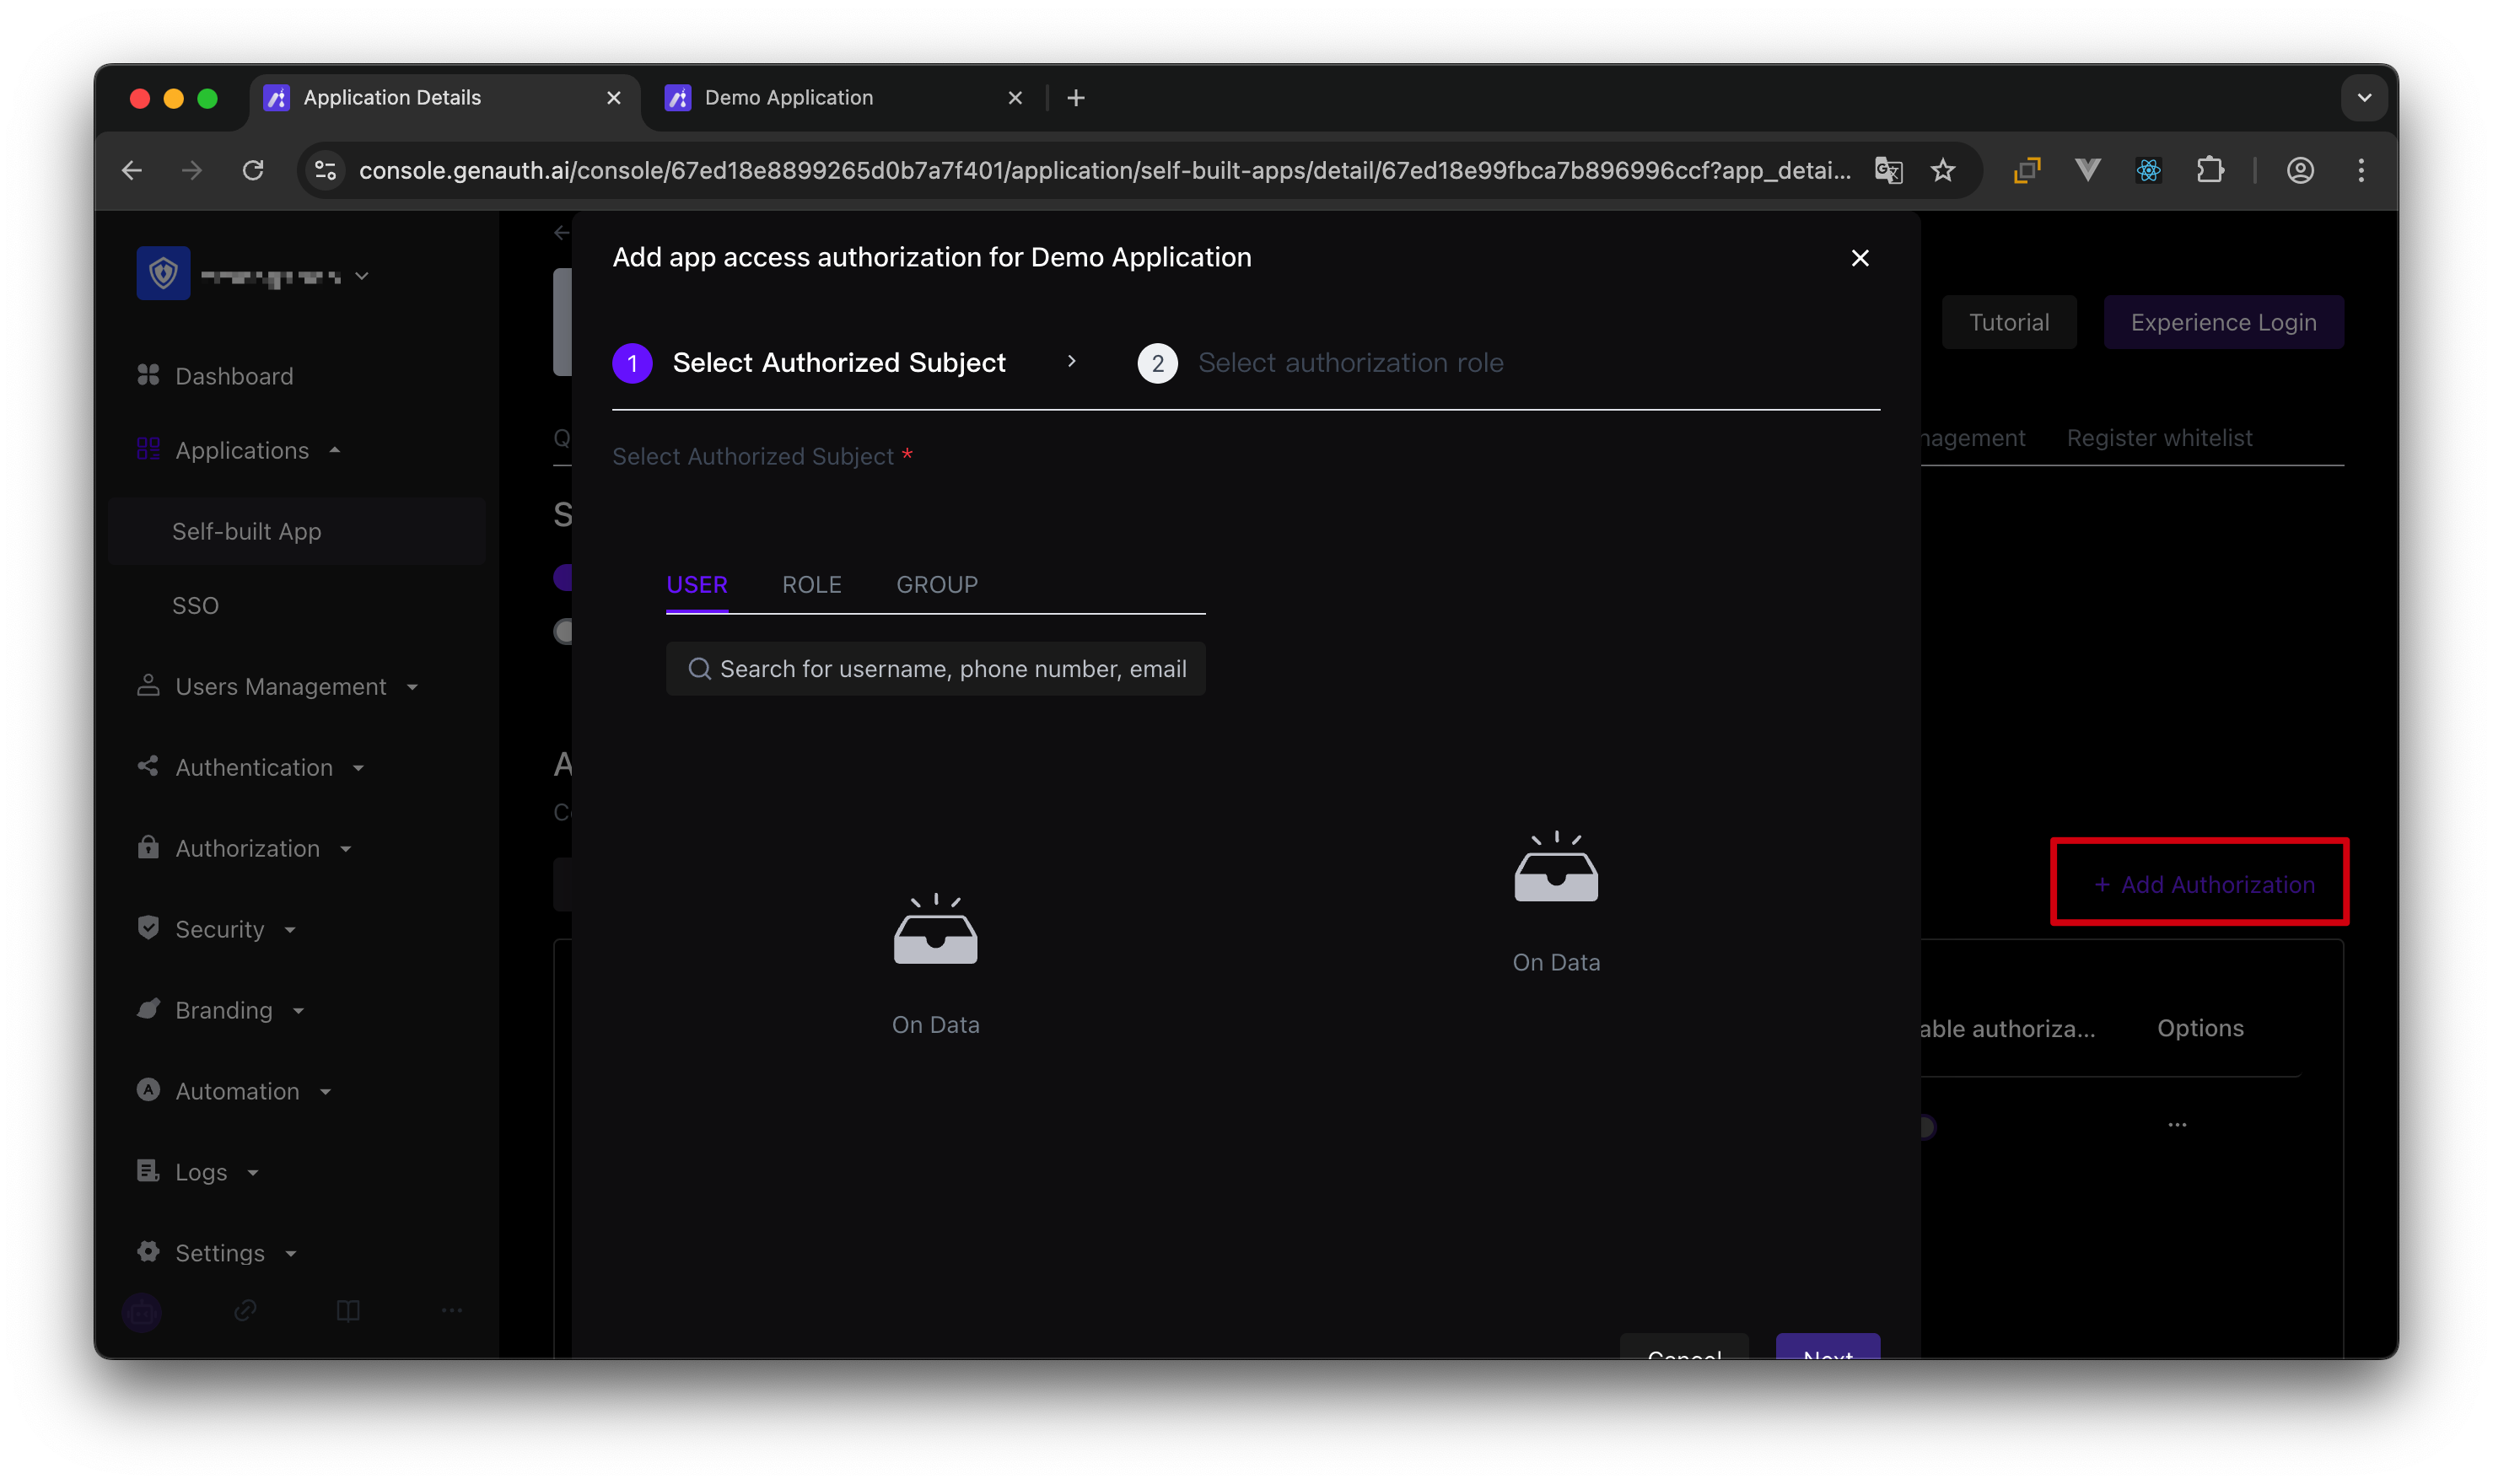 Application Details
Demo Application
console.genauth.ai/console/67ed18e8899265d0b7a7f401/application/self-built-apps/detail/67ed18e99fbca7b896996ccf?app_detai...
Add app access authorization for Demo Application
Tutorial
Experience Login
1 Select Authorized Subject
2 Select authorization role
Dashboard
Applications
Self-built App
SSO
Users Management
Authentication
Authorization
Security
Branding
Automation
Logs
Settings
Q
nagement
Register whitelist
Select Authorized Subject *
S
USER ROLE GROUP
Search for username, phone number, email
A
C
+ Add Authorization
On Data
On Data
able authoriza...
Options
Cancel
Next